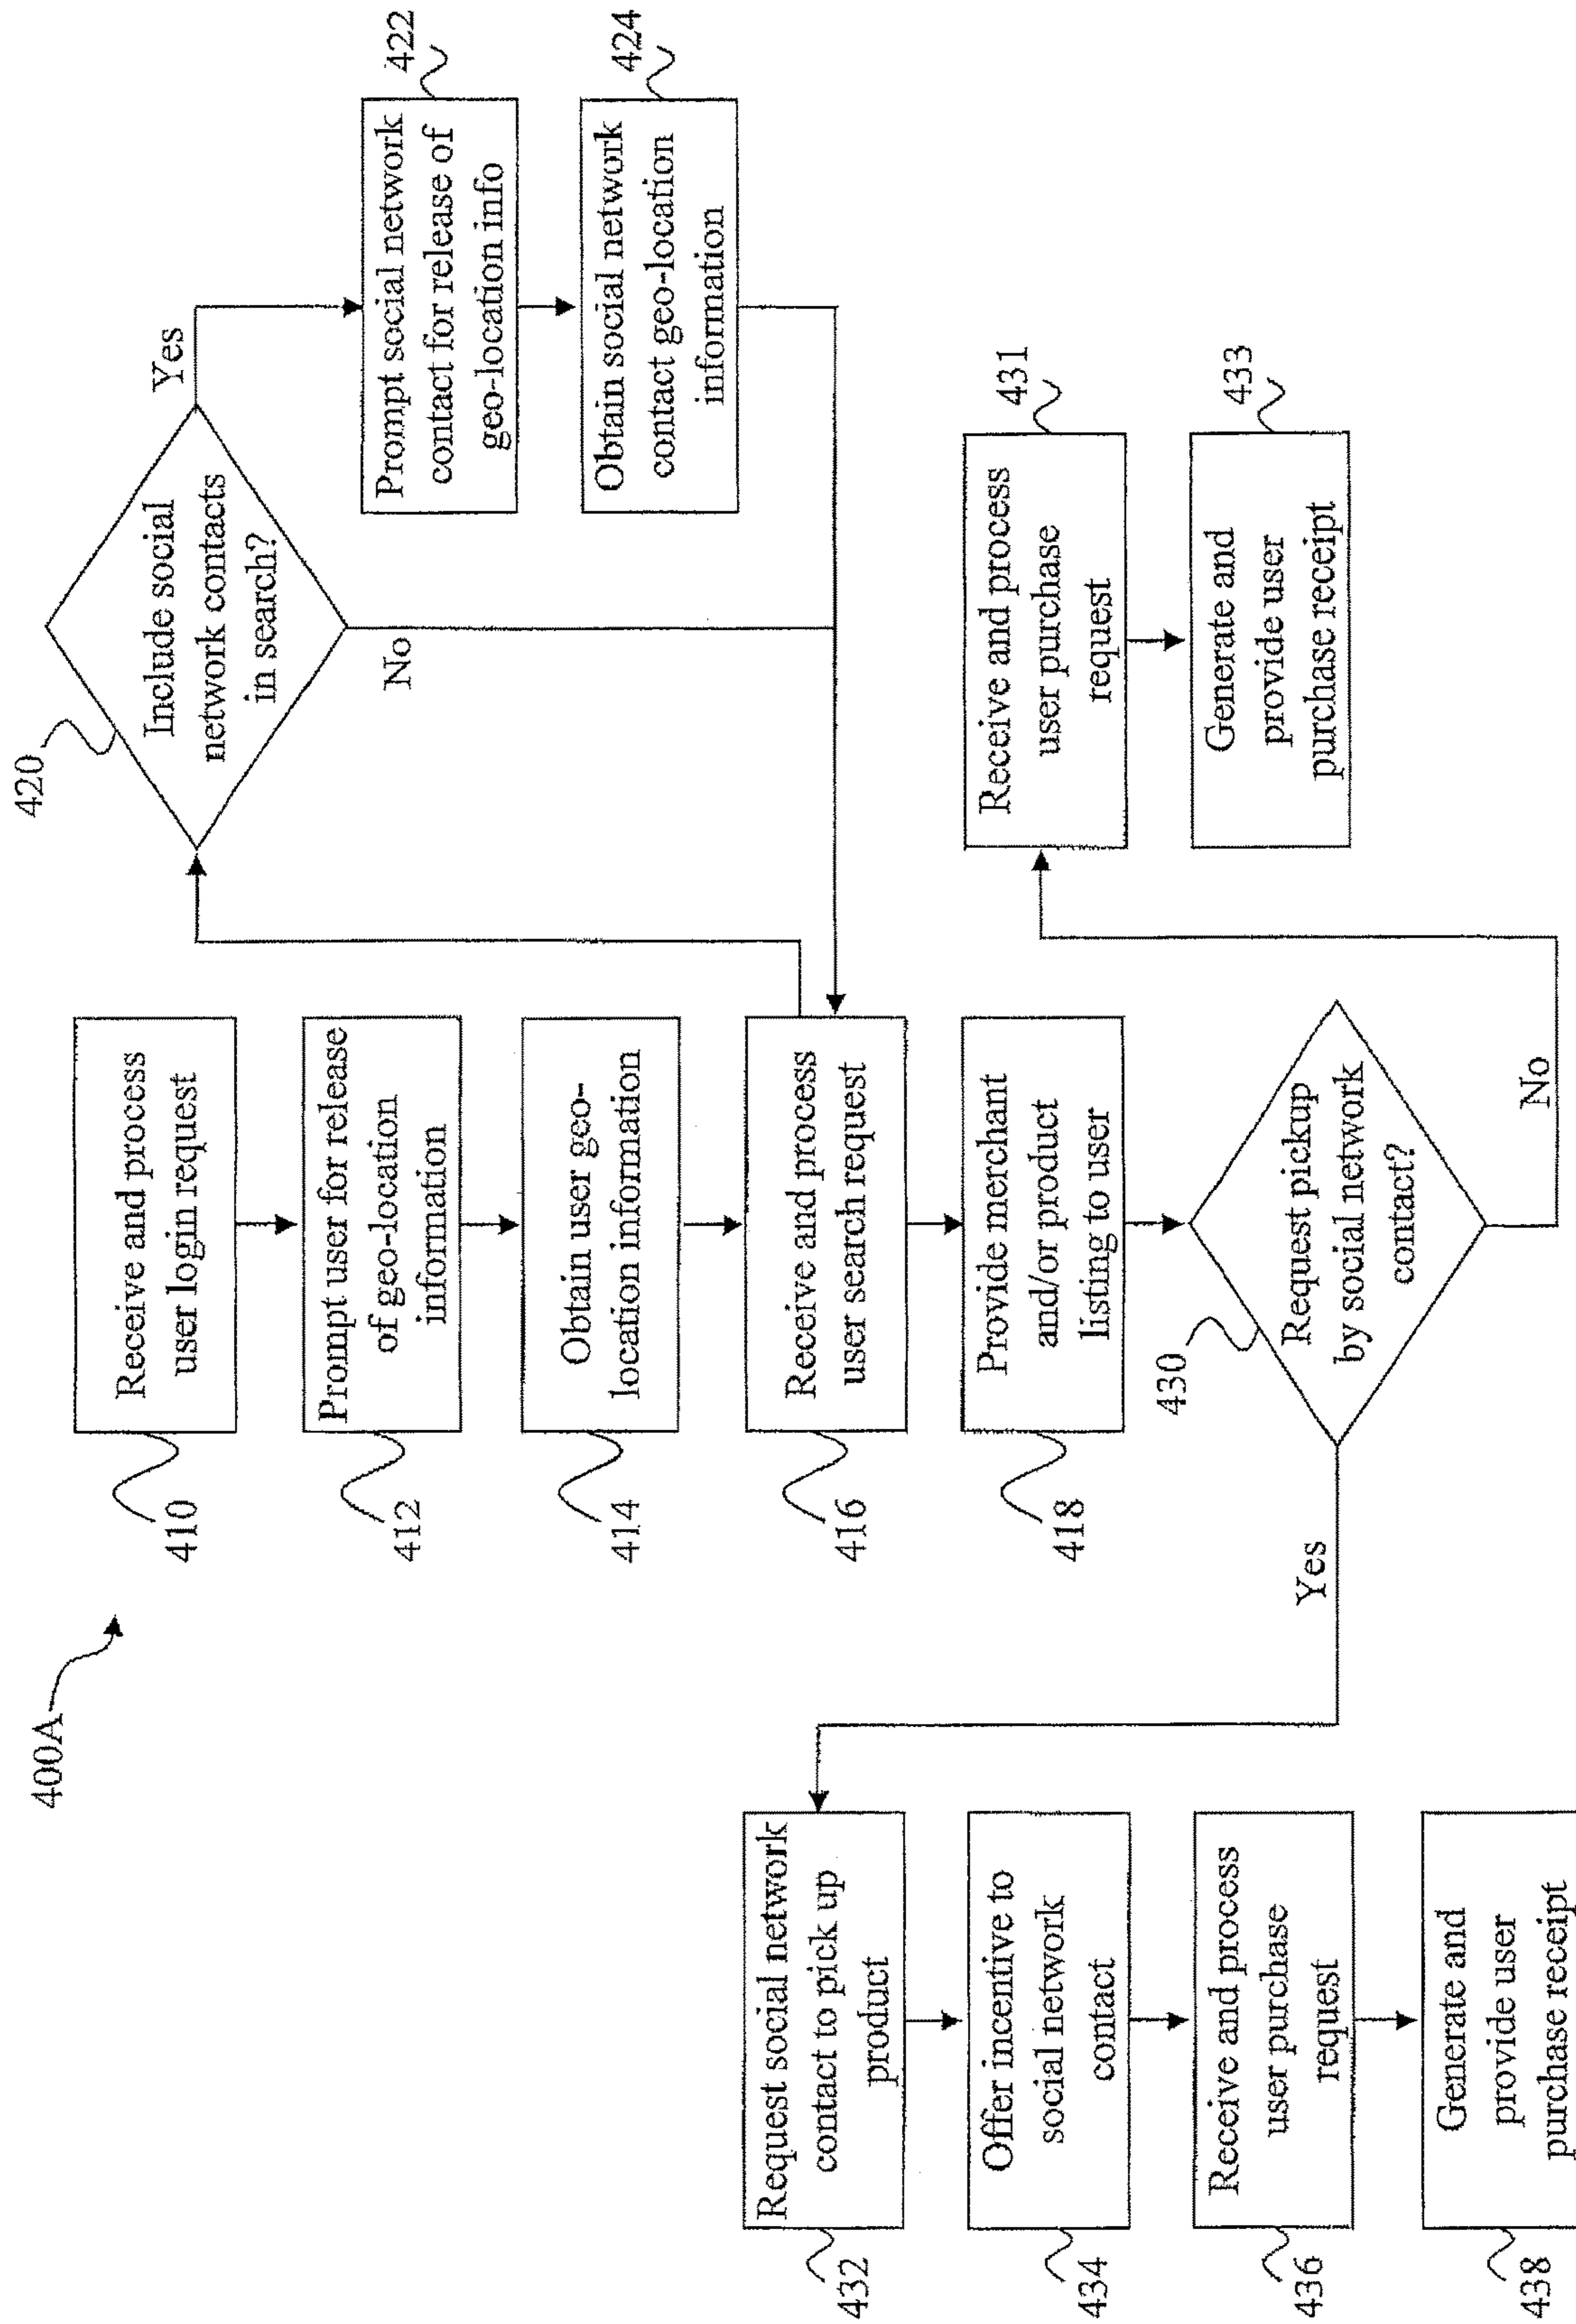 400A
410
Receive and process
user login request
412
Prompt user for release
of geo-location
information
414
Obtain user geo-
location information
416
Receive and process
user search request
418
Provide merchant
and/or product
listing to user
420
Include social
network contacts
in search?
Yes
No
422
Prompt social network
contact for release of
geo-location info
424
Obtain social network
contact geo-location
information
430
Request pickup
by social network
contact?
Yes
No
432
Request social network
contact to pick up
product
434
Offer incentive to
social network
contact
436
Receive and process
user purchase
request
438
Generate and
provide user
purchase receipt
431
Receive and process
user purchase
request
433
Generate and
provide user
purchase receipt